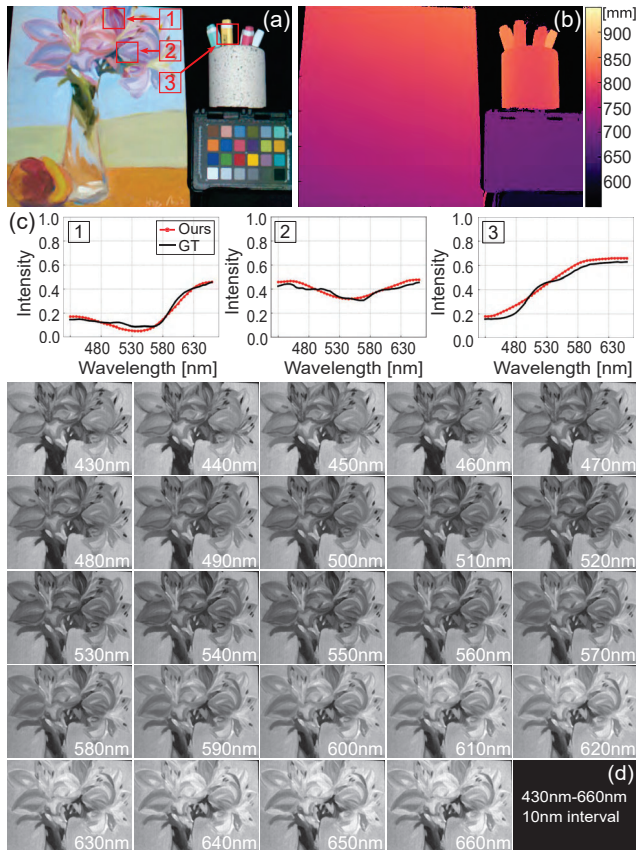 (a)
1
2
3
(b)
[mm]
900
850
800
750
700
650
600
(c)
1
Ours
GT
Intensity
1.0
0.8
0.6
0.4
0.2
0.0
480
530
580
630
Wavelength [nm]
2
Intensity
1.0
0.8
0.6
0.4
0.2
0.0
480
530
580
630
Wavelength [nm]
3
Intensity
1.0
0.8
0.6
0.4
0.2
0.0
480
530
580
630
Wavelength [nm]
430nm
440nm
450nm
460nm
470nm
480nm
490nm
500nm
510nm
520nm
530nm
540nm
550nm
560nm
570nm
580nm
590nm
600nm
610nm
620nm
630nm
640nm
650nm
660nm
(d)
430nm-660nm
10nm interval